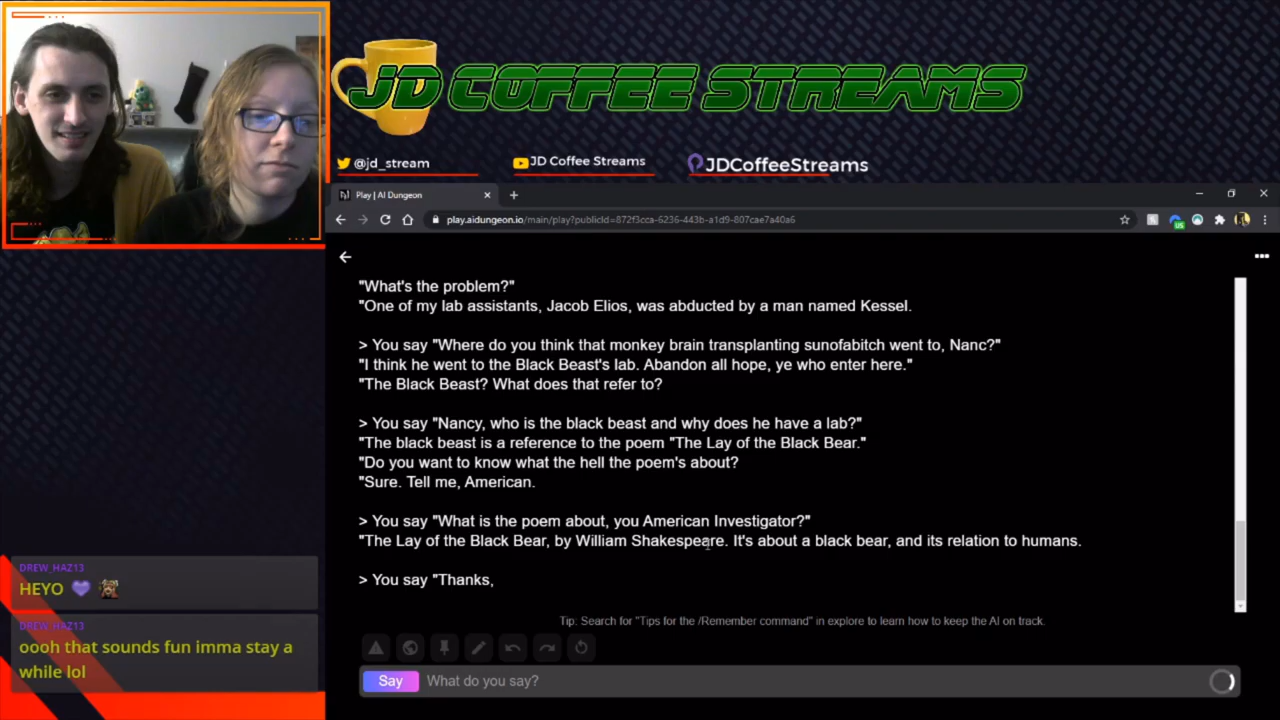 JD COFFEE STREAMS
@jd_stream
JD Coffee Streams
JDCoffeeStreams
Play | AI Dungeon
play.aidungeon.io/main/play?publicId=872f3cca-6236-443b-a1d9-807cae7a40a6
US
"What's the problem?"
"One of my lab assistants, Jacob Elios, was abducted by a man named Kessel.
> You say "Where do you think that monkey brain transplanting sunofabitch went to, Nanc?"
"I think he went to the Black Beast's lab. Abandon all hope, ye who enter here."
"The Black Beast? What does that refer to?
> You say "Nancy, who is the black beast and why does he have a lab?"
"The black beast is a reference to the poem "The Lay of the Black Bear."
"Do you want to know what the hell the poem's about?
"Sure. Tell me, American.
> You say "What is the poem about, you American Investigator?"
"The Lay of the Black Bear, by William Shakespeare. It's about a black bear, and its relation to humans.
> You say "Thanks,
Tip: Search for "Tips for the /Remember command" in explore to learn how to keep the AI on track.
Say
What do you say?
DREW_HAZ13
HEYO
DREW_HAZ13
oooh that sounds fun imma stay a
while lol